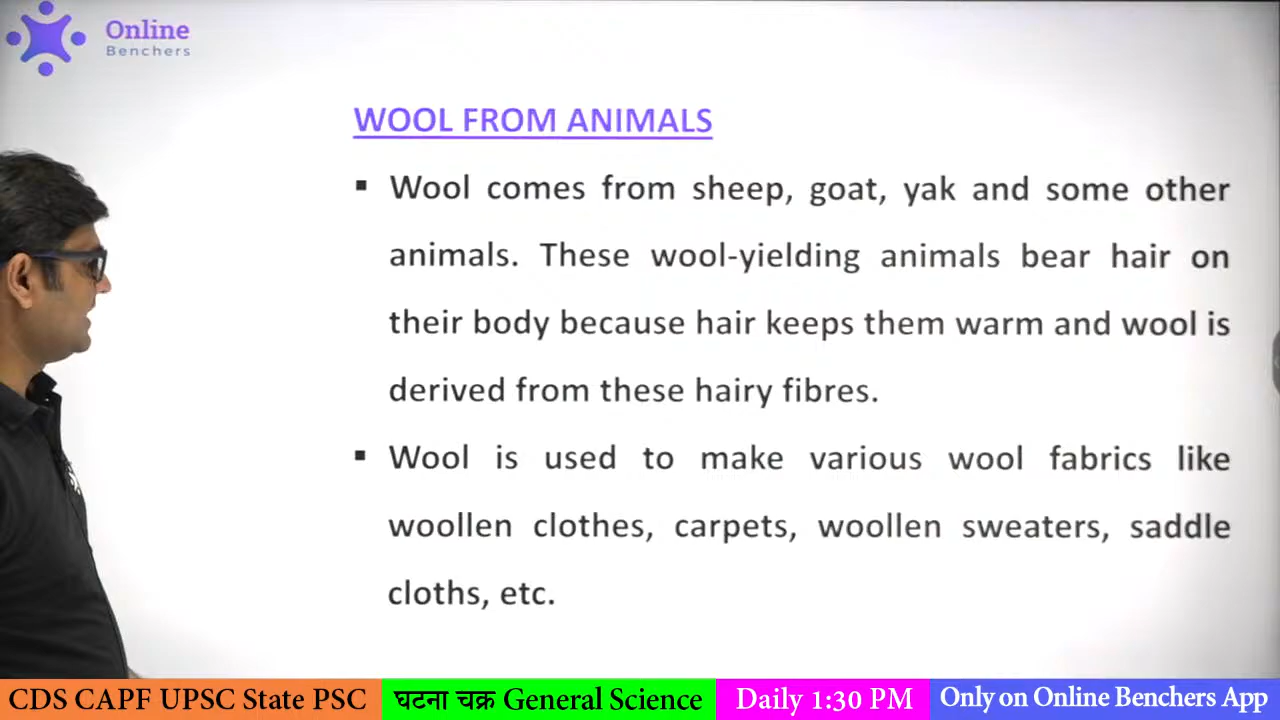 Online
Benchers
WOOL FROM ANIMALS
▪ Wool comes from sheep, goat, yak and some other
animals. These wool-yielding animals bear hair on
their body because hair keeps them warm and wool is
derived from these hairy fibres.
▪ Wool is used to make various wool fabrics like
woollen clothes, carpets, woollen sweaters, saddle
cloths, etc.
CDS CAPF UPSC State PSC घटना चक्र General Science Daily 1:30 PM Only on Online Benchers App